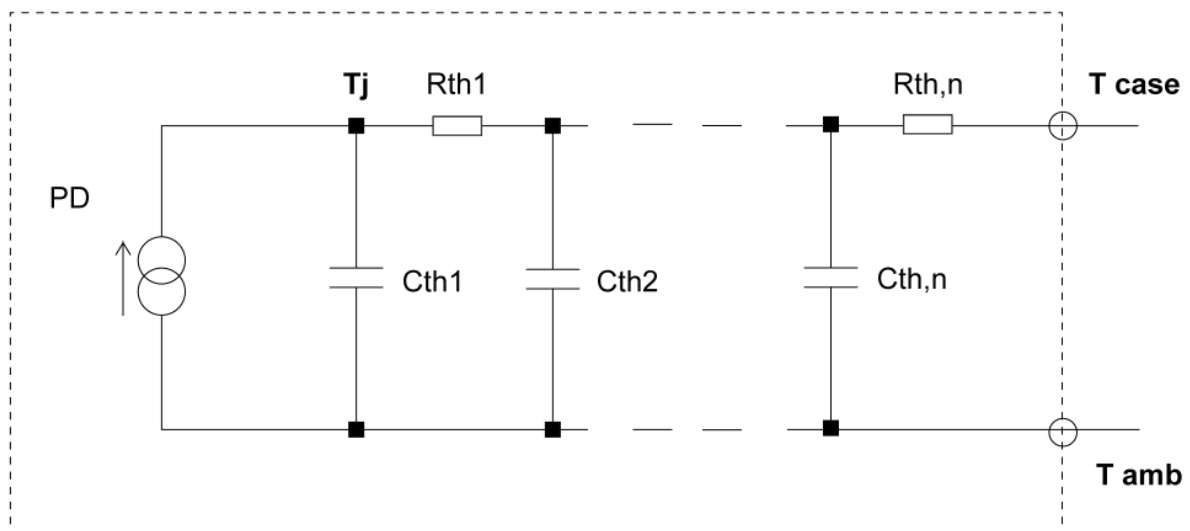 Tj
Rth1
Rth,n
T case
PD
Cth1
Cth2
Cth,n
T amb